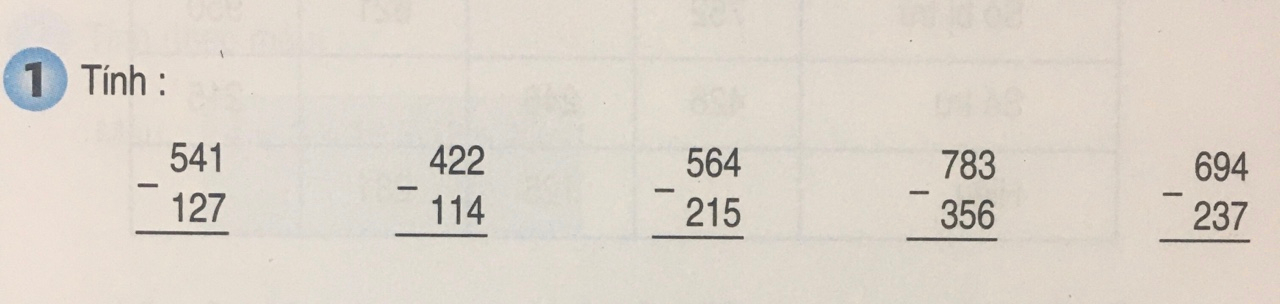 1 Tính :
541 422 564 783 694
- - - - -
127 114 215 356 237